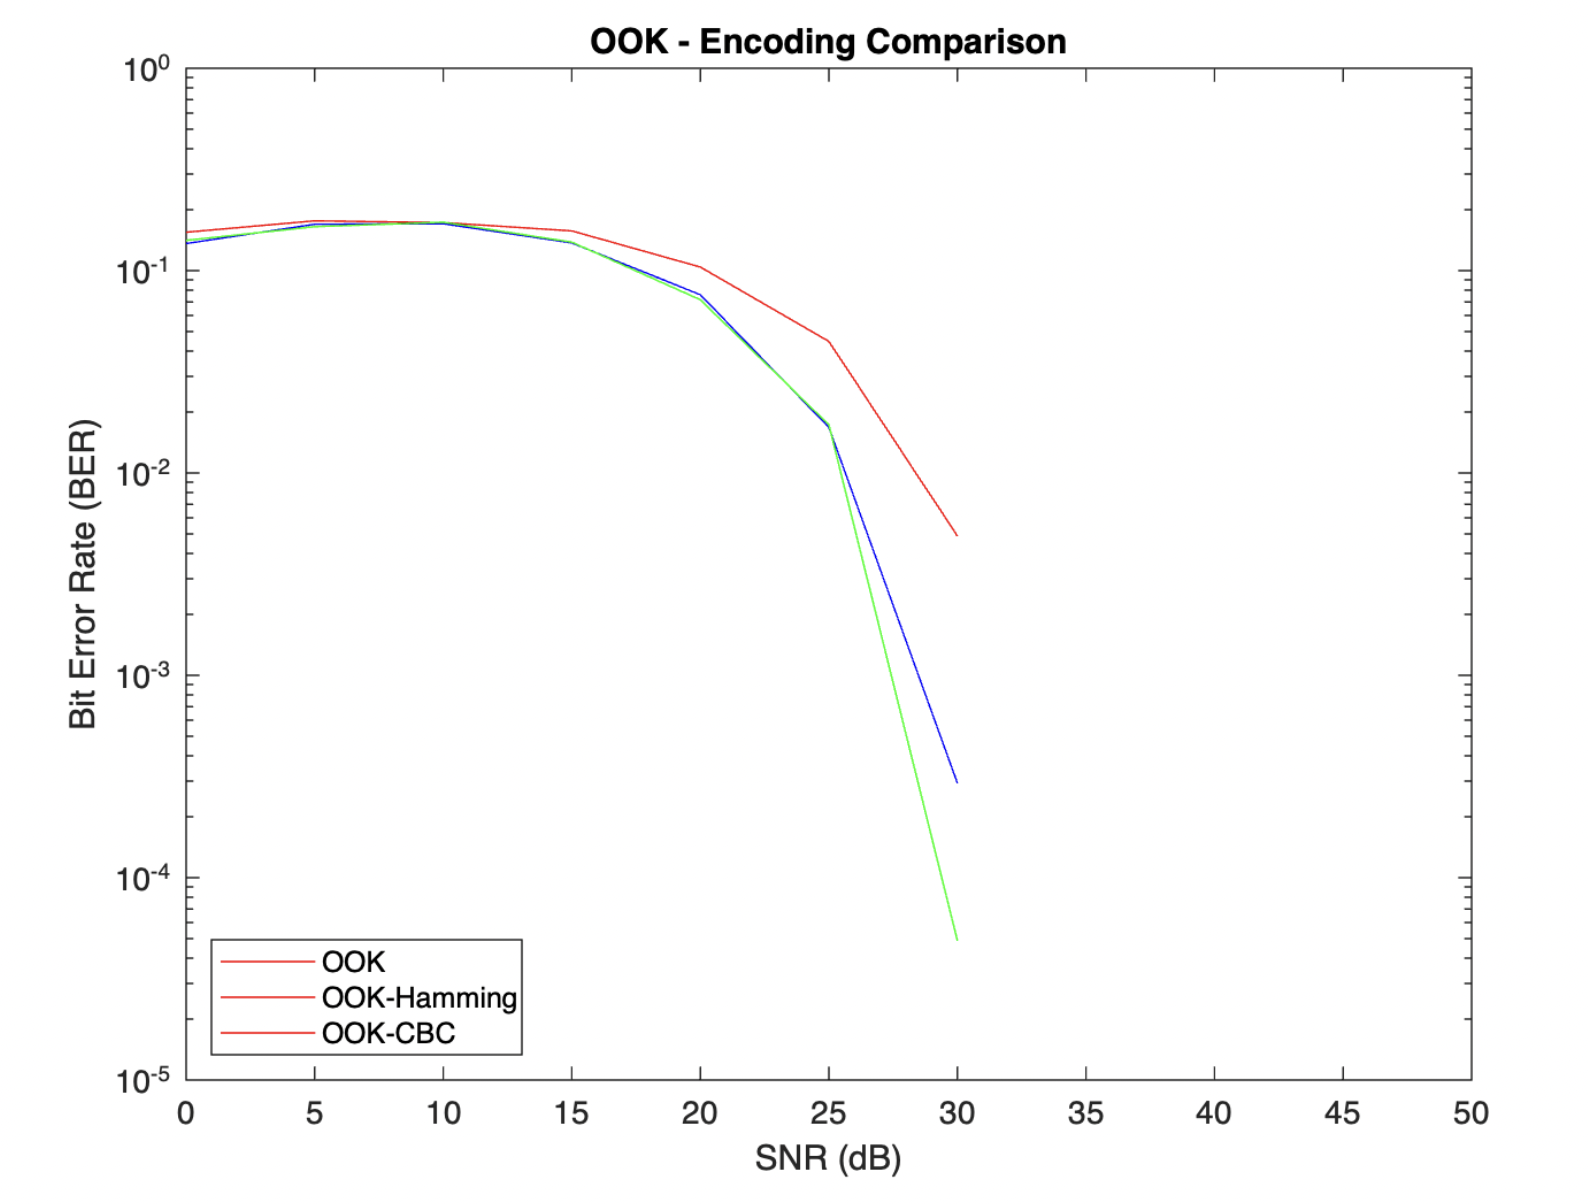 OOK - Encoding Comparison
10^0
10^-1
10^-2
10^-3
10^-4
10^-5
Bit Error Rate (BER)
OOK
OOK-Hamming
OOK-CBC
0 5 10 15 20 25 30 35 40 45 50
SNR (dB)